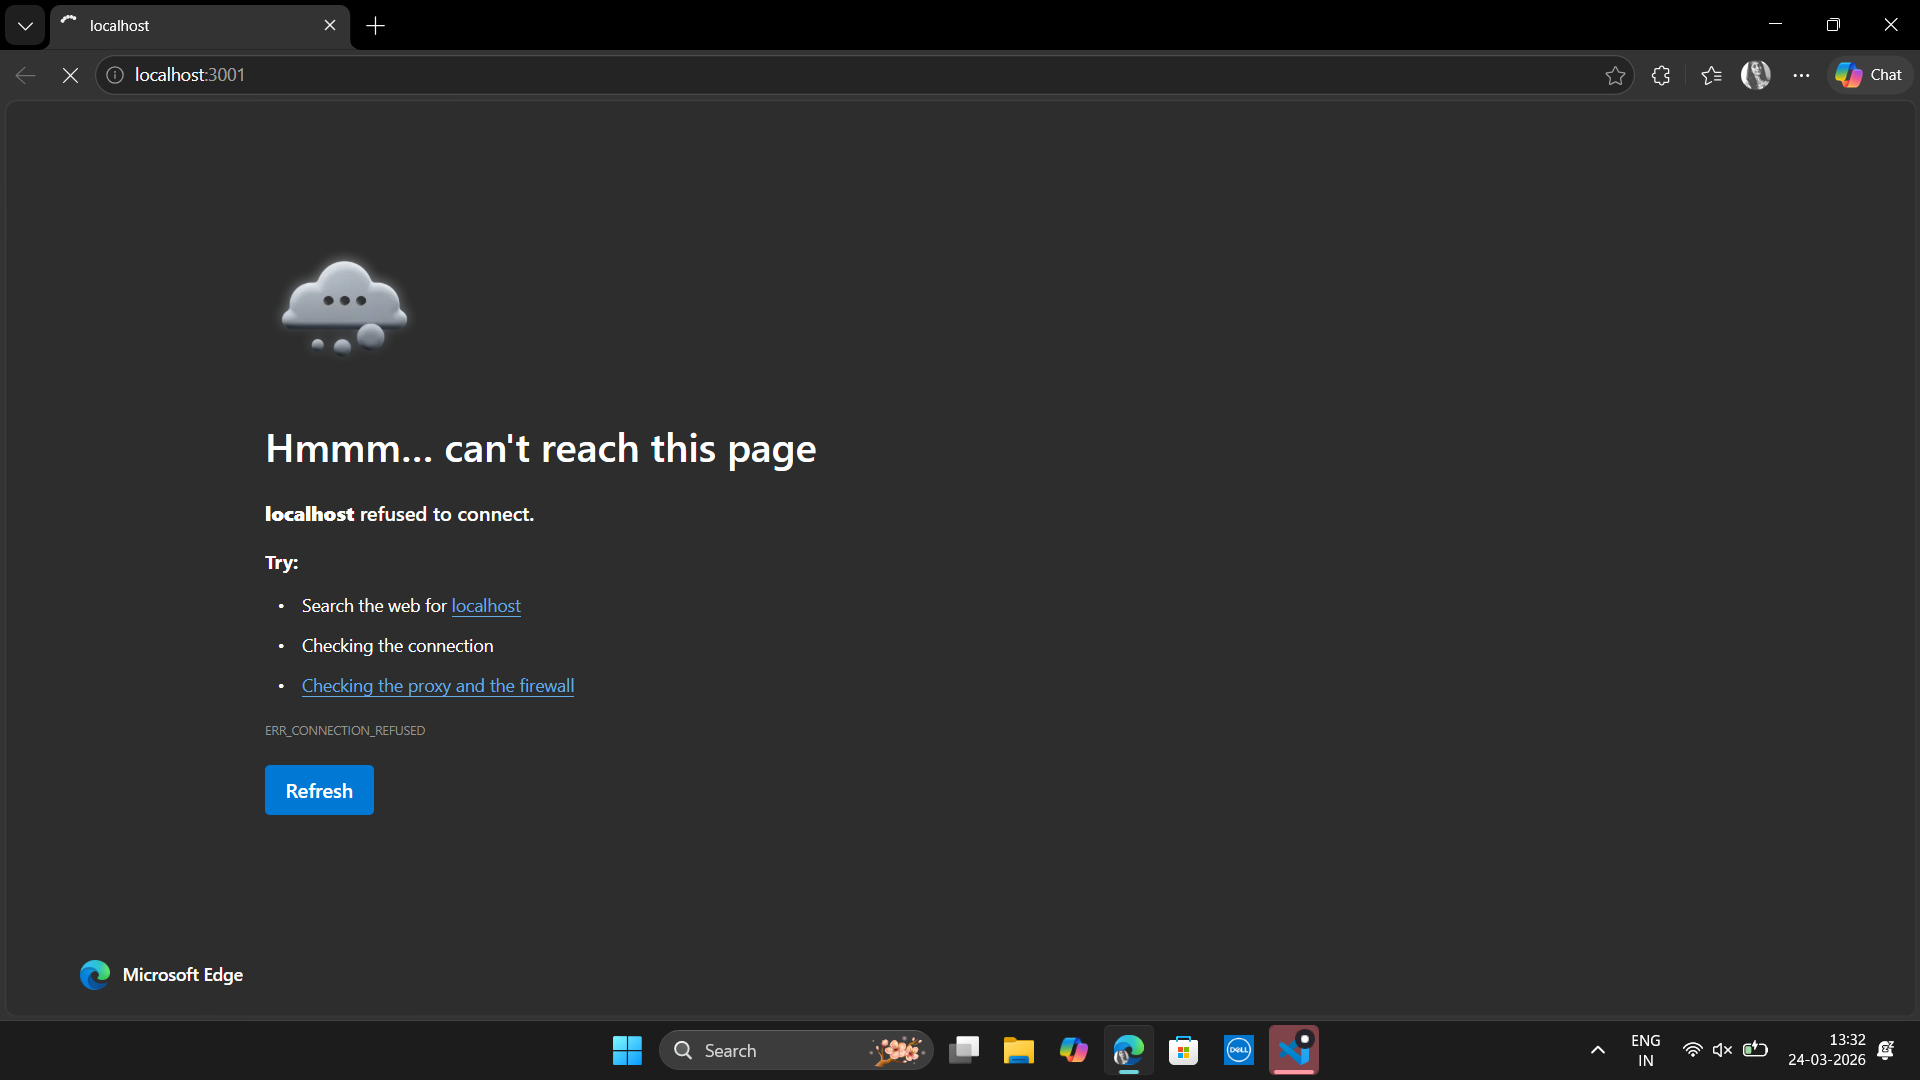 localhost
localhost:3001
Chat
Hmmm... can't reach this page
localhost refused to connect.
Try:
• Search the web for localhost
• Checking the connection
• Checking the proxy and the firewall
ERR_CONNECTION_REFUSED
Refresh
Microsoft Edge
Search
DELL
ENG
IN
13:32
24-03-2026